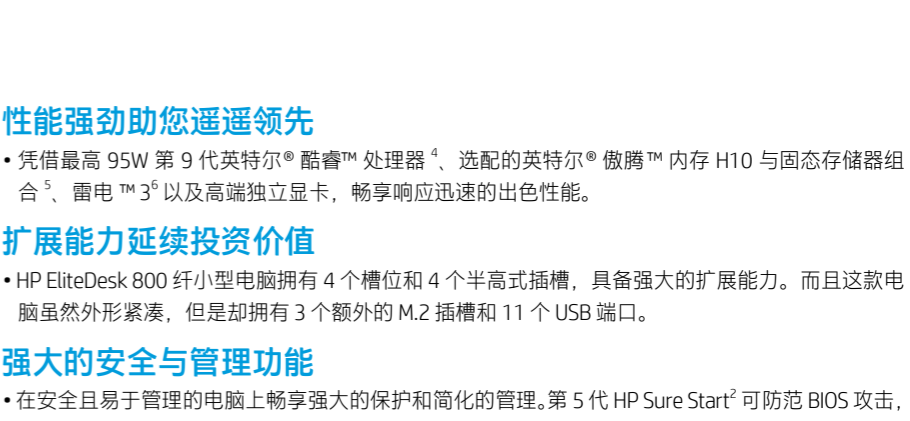 性能强劲助您遥遥领先
• 凭借最高 95W 第 9 代英特尔® 酷睿™ 处理器 ⁴、选配的英特尔® 傲腾™ 内存 H10 与固态存储器组
合 ⁵、雷电 ™ 3⁶ 以及高端独立显卡，畅享响应迅速的出色性能。
扩展能力延续投资价值
• HP EliteDesk 800 纤小型电脑拥有 4 个槽位和 4 个半高式插槽，具备强大的扩展能力。而且这款电
脑虽然外形紧凑，但是却拥有 3 个额外的 M.2 插槽和 11 个 USB 端口。
强大的安全与管理功能
• 在安全且易于管理的电脑上畅享强大的保护和简化的管理。第 5 代 HP Sure Start² 可防范 BIOS 攻击，